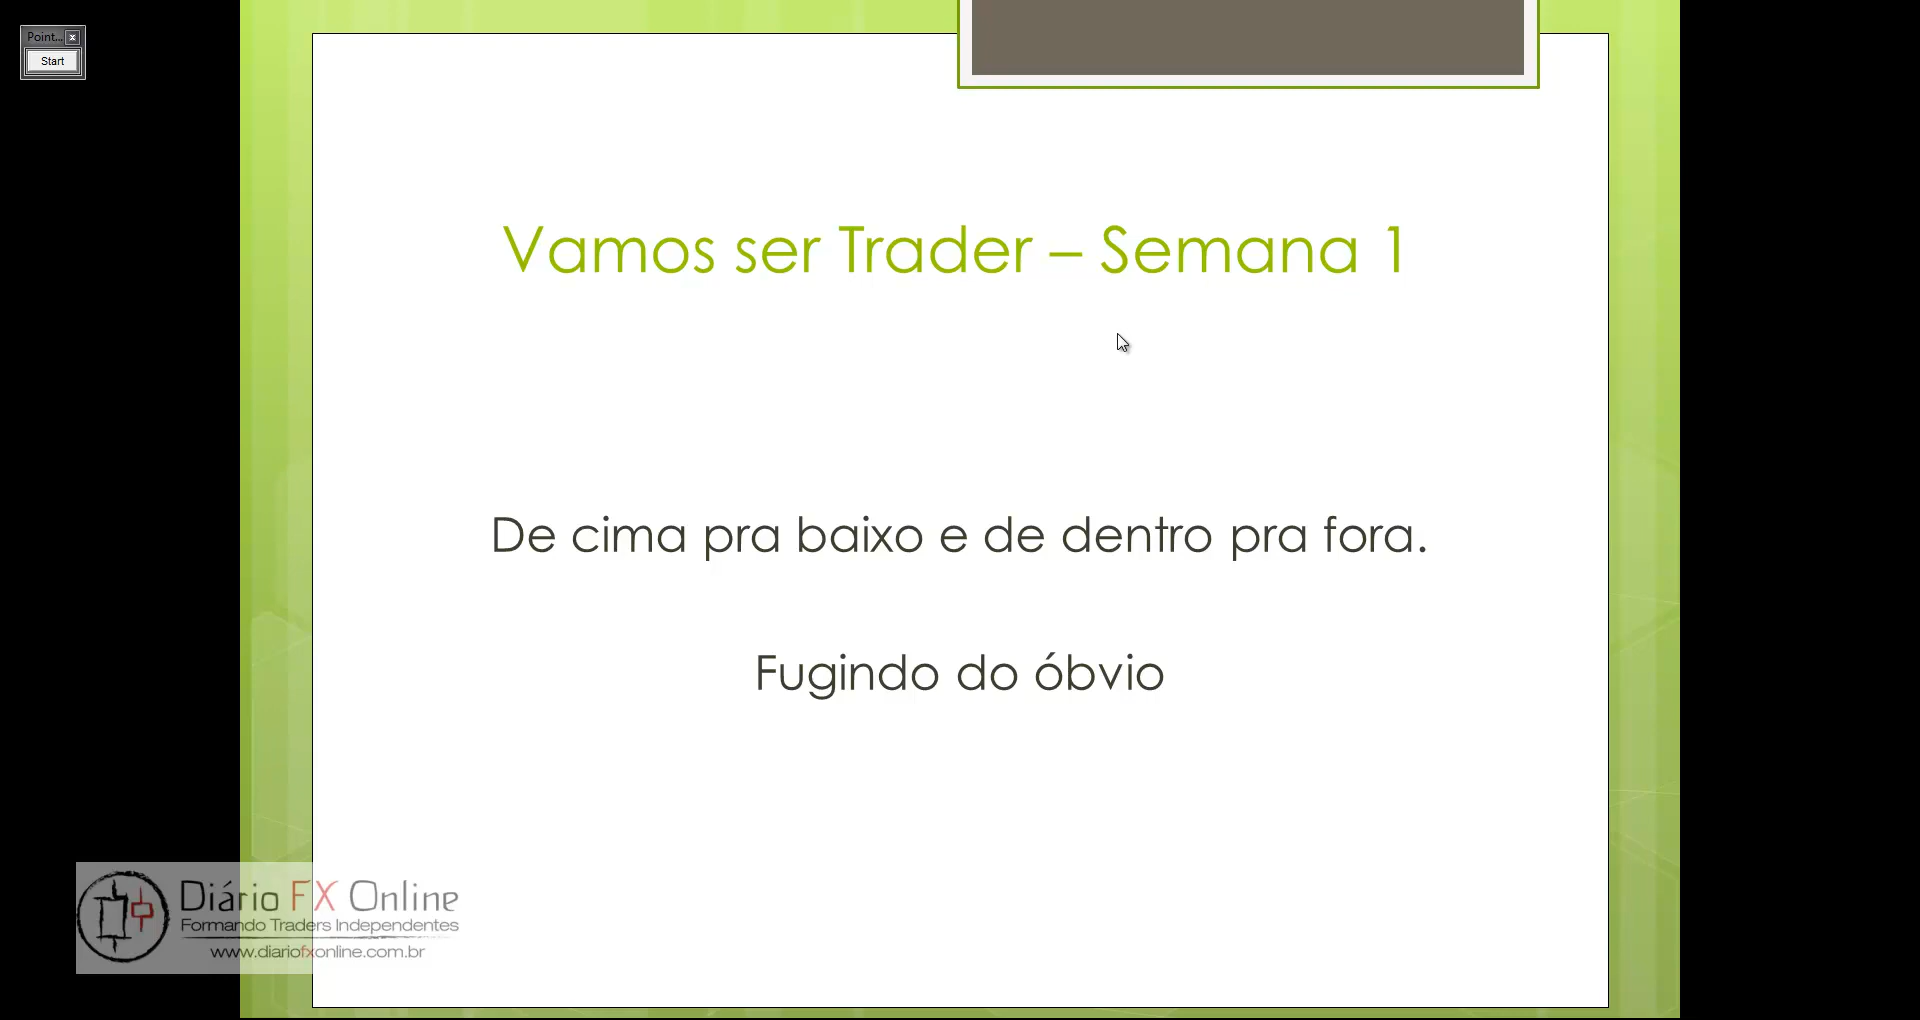 Point...
Start
Vamos ser Trader – Semana 1
De cima pra baixo e de dentro pra fora.
Fugindo do óbvio
Diário FX Online
Formando Traders Independentes
www.diariofxonline.com.br